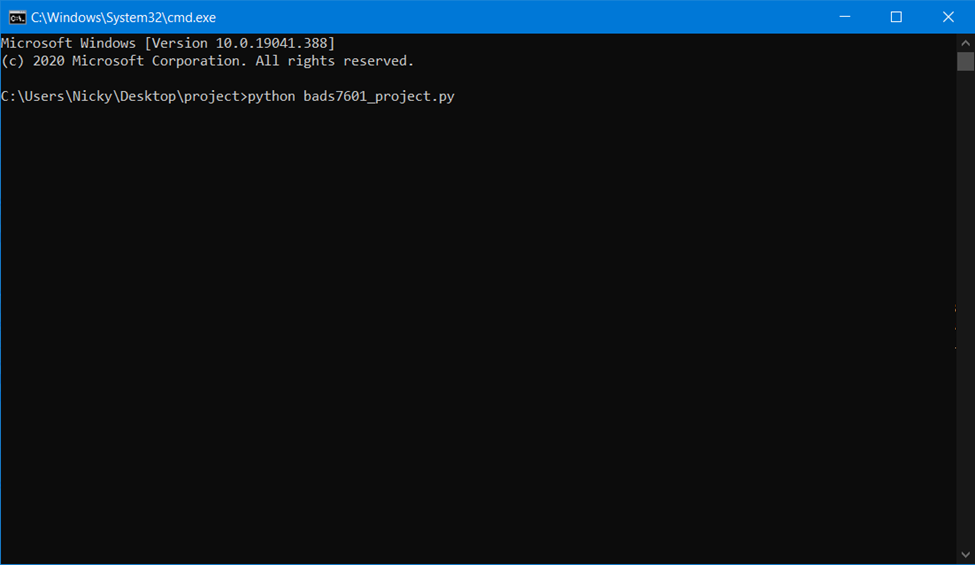 C:\Windows\System32\cmd.exe
Microsoft Windows [Version 10.0.19041.388]
(c) 2020 Microsoft Corporation. All rights reserved.
C:\Users\Nicky\Desktop\project>python bads7601_project.py